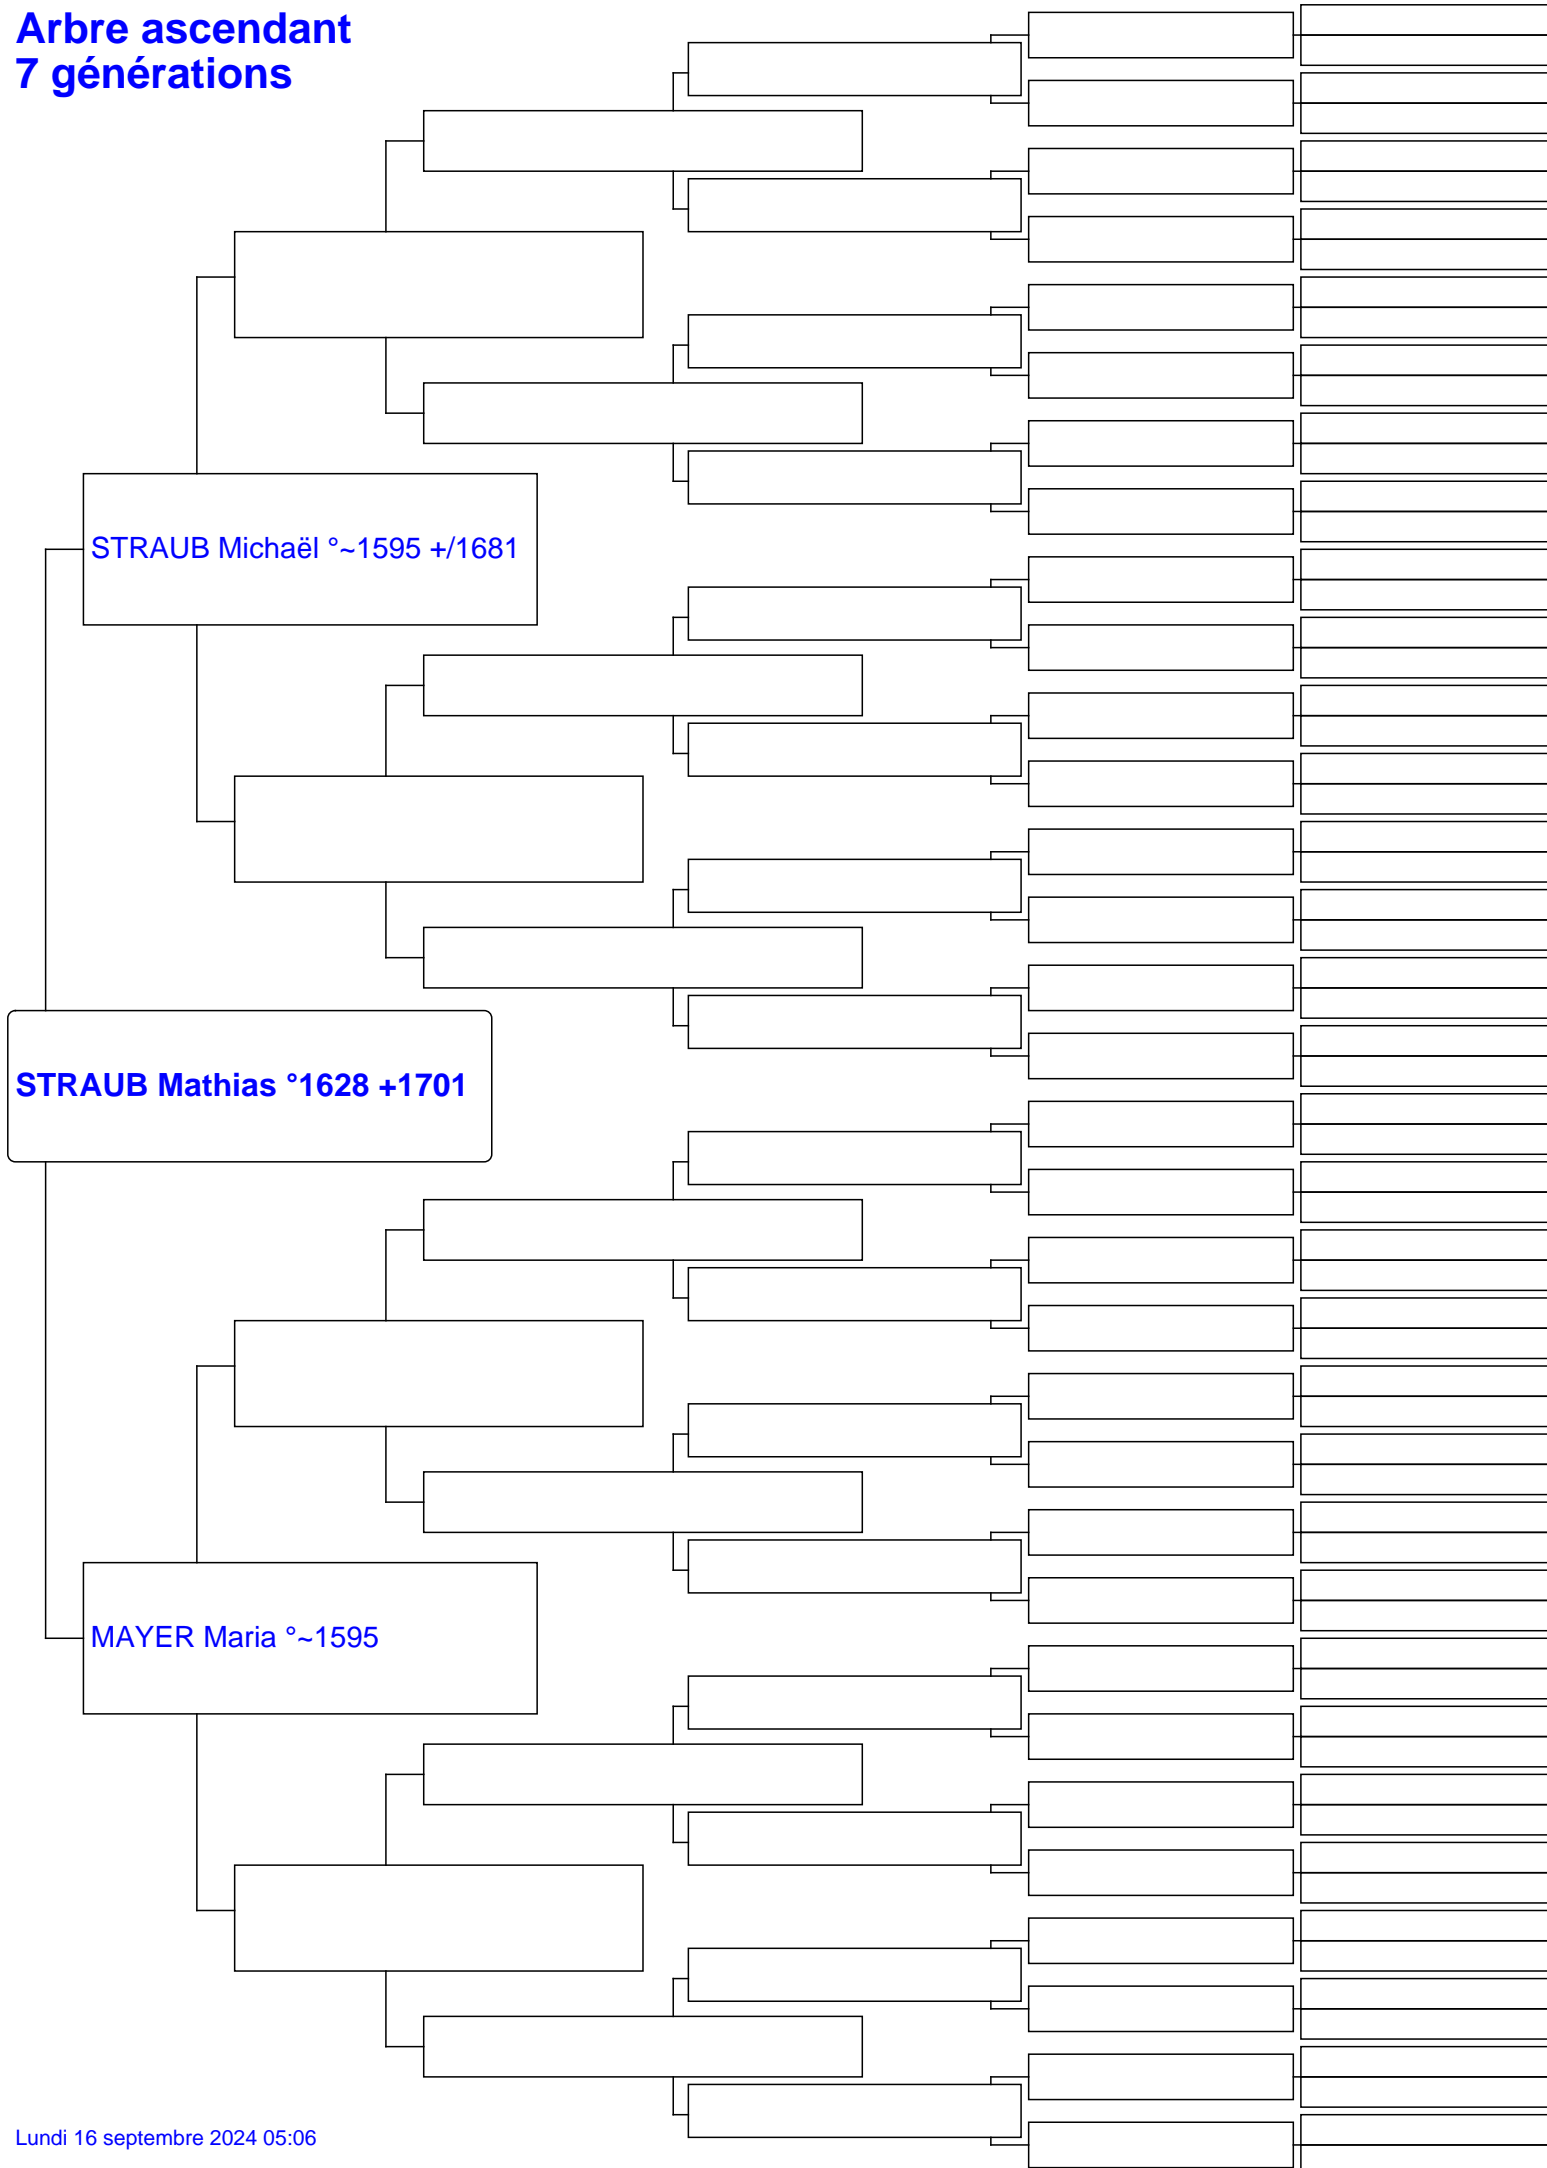 Arbre ascendant
7 générations
STRAUB Michaël °~1595 +/1681
STRAUB Mathias °1628 +1701
MAYER Maria °~1595
Lundi 16 septembre 2024 05:06